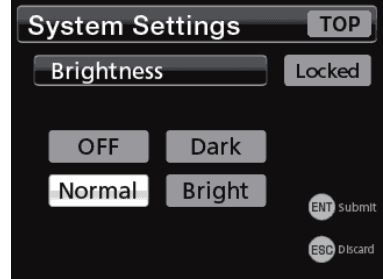 System Settings TOP
Brightness Locked
OFF Dark
Normal Bright
ENT Submit
ESC Discard